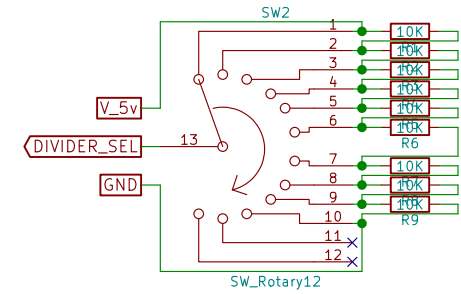 SW2
1
10K
2
10K
3
10K
4
10K
V_5v
5
10K
6
10K
R6
DIVIDER_SEL
13
7
10K
GND
8
10K
9
10K
10
R9
11
12
SW_Rotary12